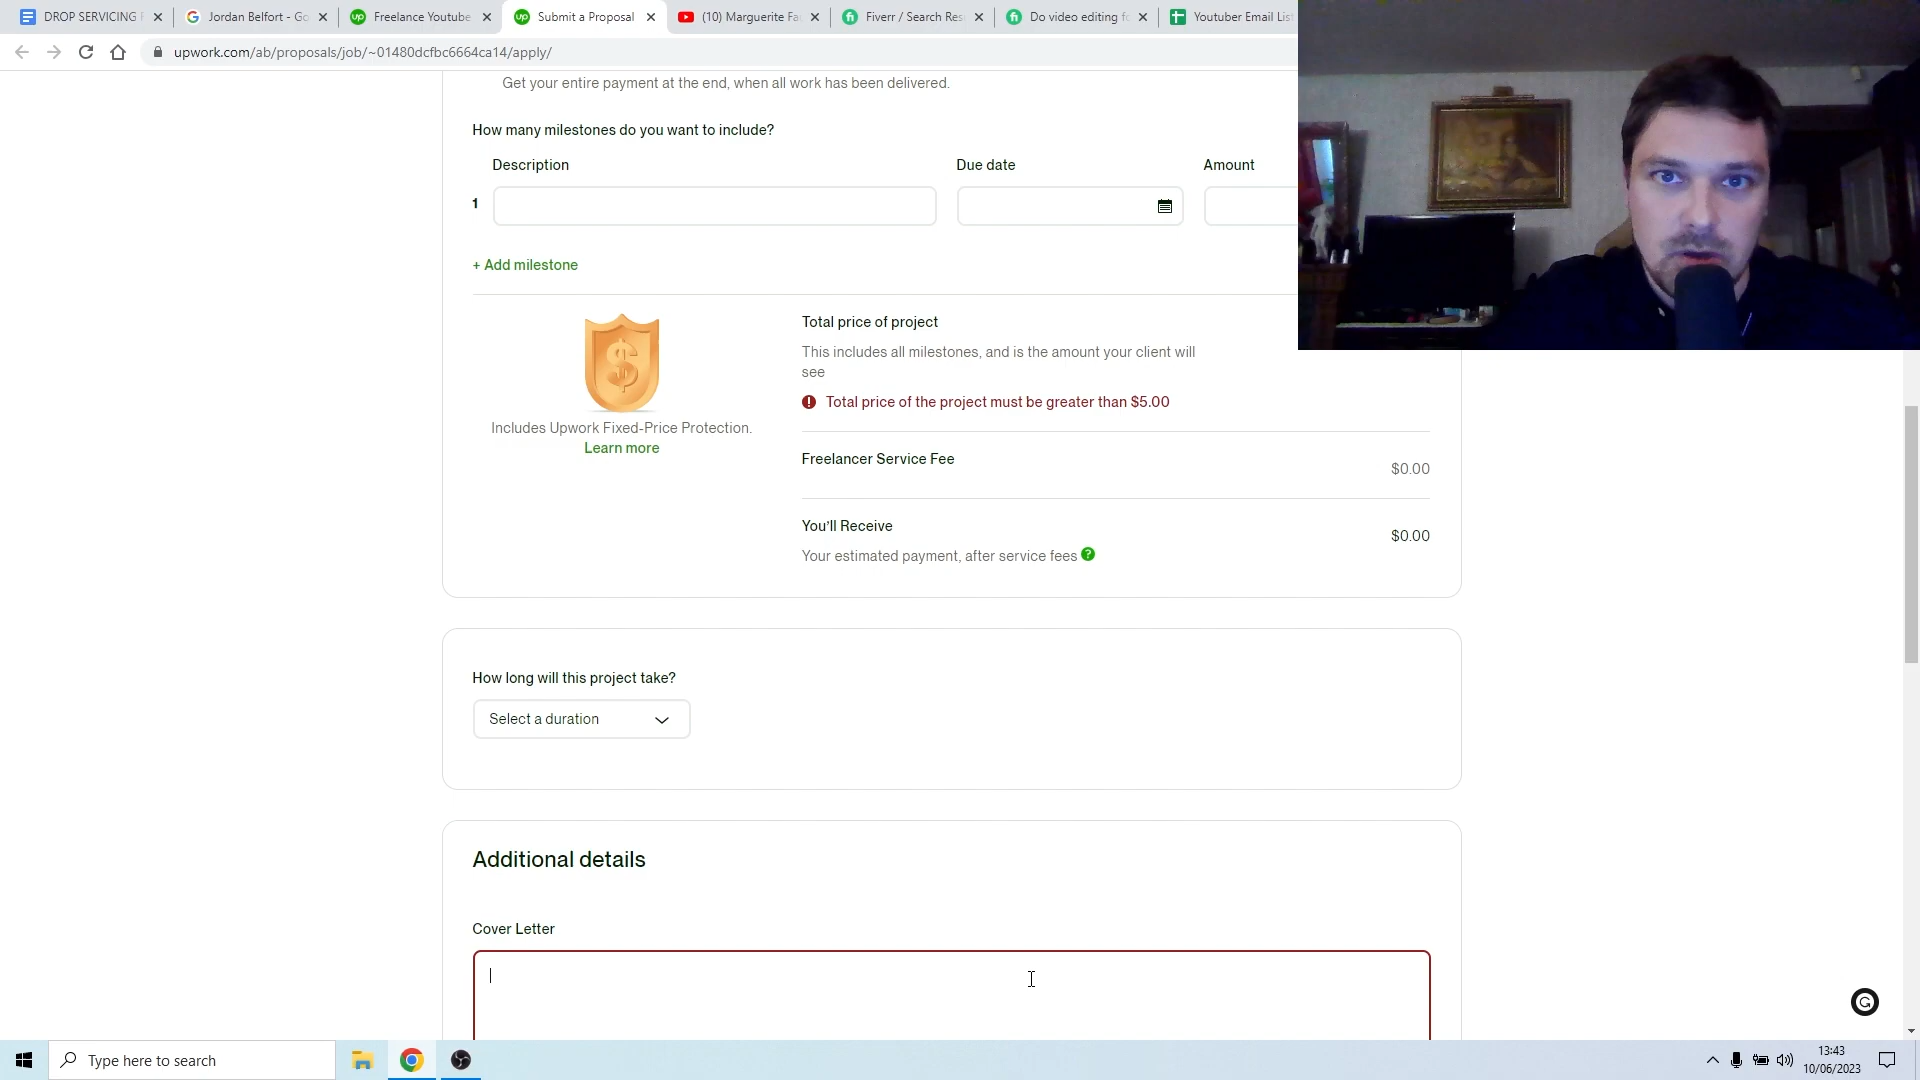 DROP SERVICING
Jordan Belfort - Go
Freelance Youtube
Submit a Proposal
(10) Marguerite Fa
Fiverr / Search Res
Do video editing fo
Youtuber Email List
upwork.com/ab/proposals/job/~01480dcfbc6664ca14/apply/
Get your entire payment at the end, when all work has been delivered.
How many milestones do you want to include?
Description Due date Amount
1
+ Add milestone
Total price of project
This includes all milestones, and is the amount your client will
see
Total price of the project must be greater than $5.00
Includes Upwork Fixed-Price Protection.
Learn more
Freelancer Service Fee
$0.00
You'll Receive
$0.00
Your estimated payment, after service fees
How long will this project take?
Select a duration
Additional details
Cover Letter
Type here to search
13:43
10/06/2023